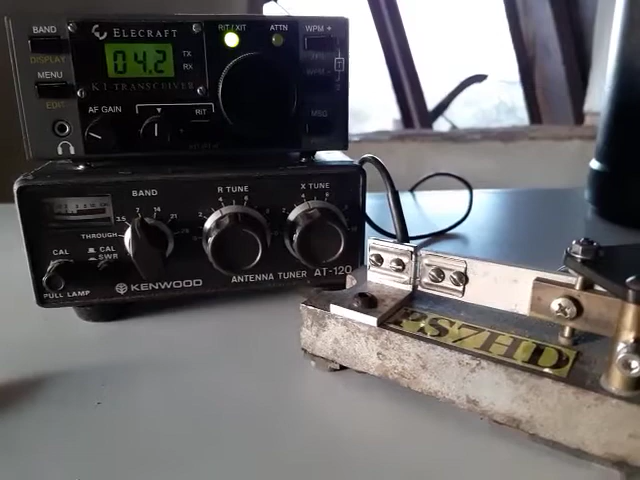 BAND
ELECRAFT
RIT/XIT
ATTN
WPM +
DISPLAY
04.2
TX
RX
MENU
WPM -
EDIT
K1 TRANSCEIVER
AF GAIN
RIT
MSG
BAND
R TUNE
X TUNE
3.5 7 14 21
THROUGH
CAL
CAL
SWR
PULL LAMP
KENWOOD
ANTENNA TUNER AT-120
PS7HD